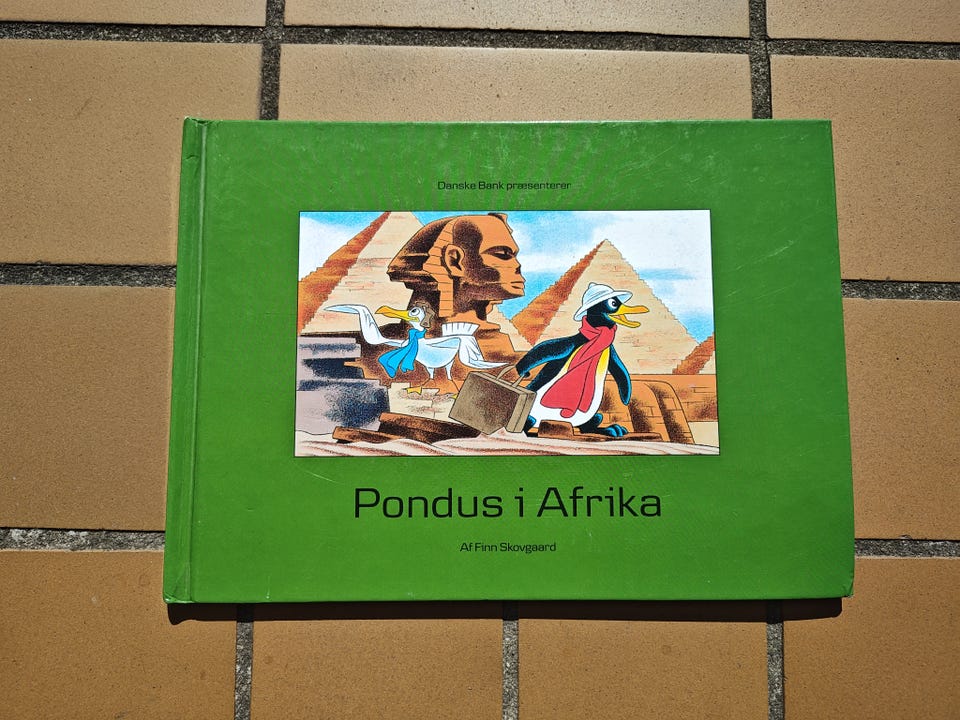 Danske Bank præsenterer
Pondus i Afrika
Af Finn Skovgaard